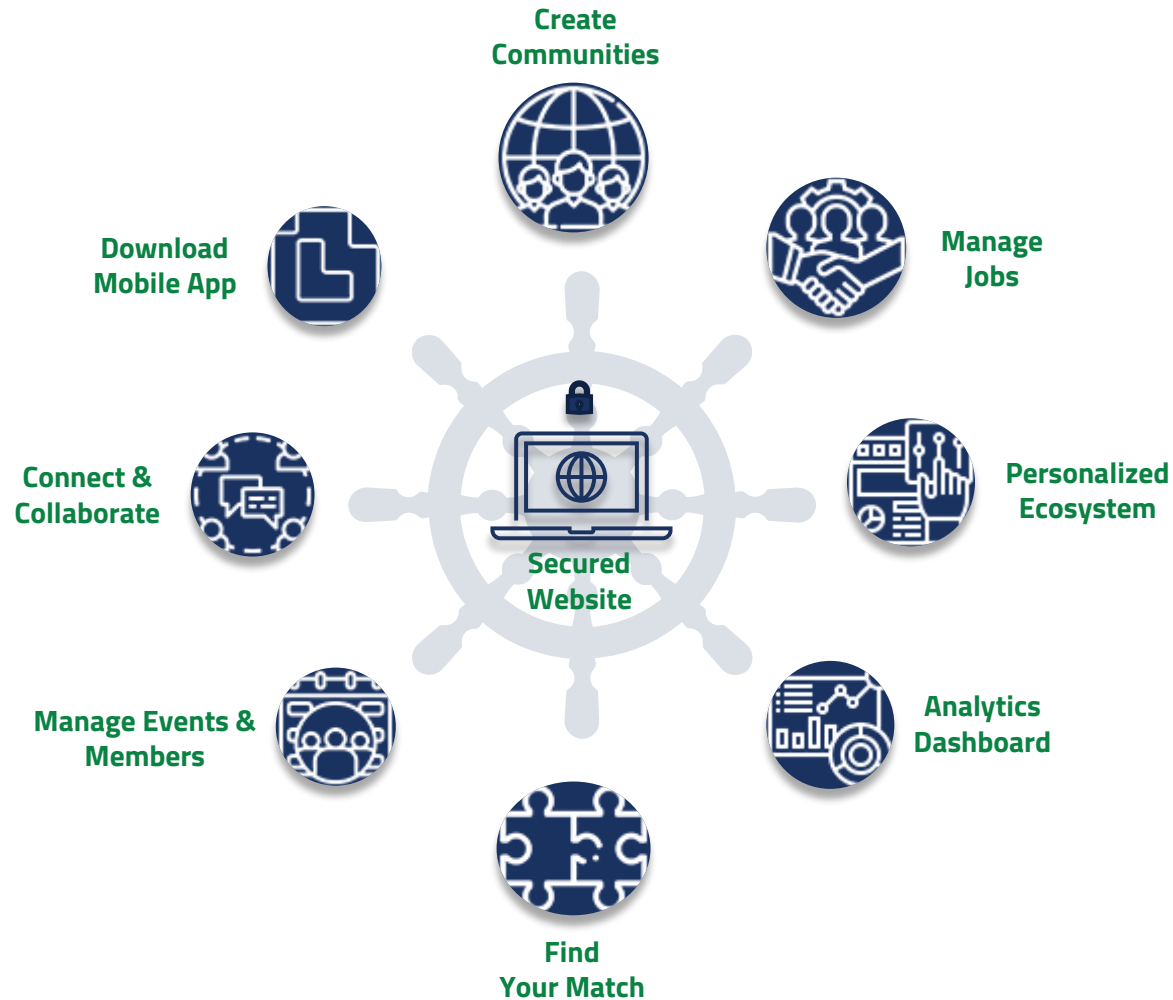 Create
Communities
Manage
Jobs
Download
Mobile App
Personalized
Ecosystem
Connect &
Collaborate
Secured
Website
Analytics
Dashboard
Manage Events &
Members
Find
Your Match